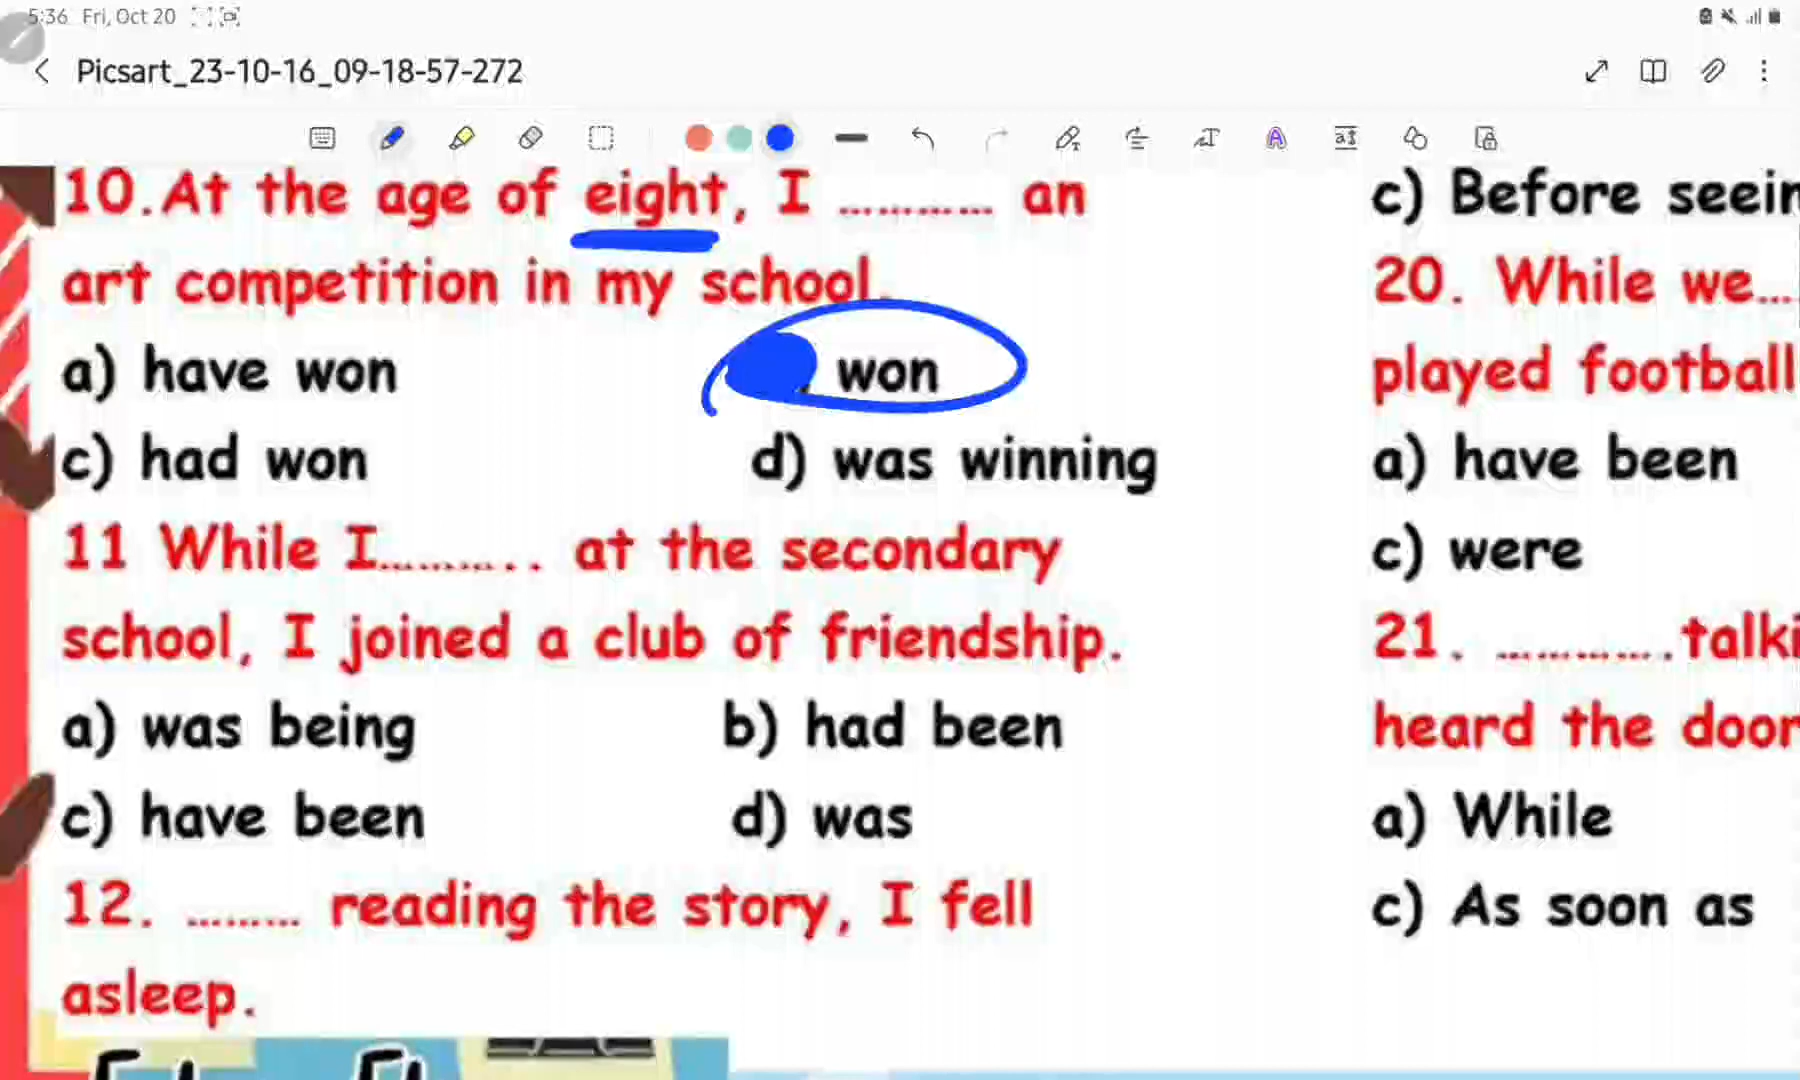 5:36 Fri, Oct 20
Picsart_23-10-16_09-18-57-272
10.At the age of eight, I ………… an
art competition in my school.
a) have won
won
c) had won
d) was winning
11 While I……….. at the secondary
school, I joined a club of friendship.
a) was being
b) had been
c) have been
d) was
12. ……… reading the story, I fell
asleep.
c) Before
20. While we…
played football
a) have been
c) were
21. ………….
heard the door
a) While
c) As soon as